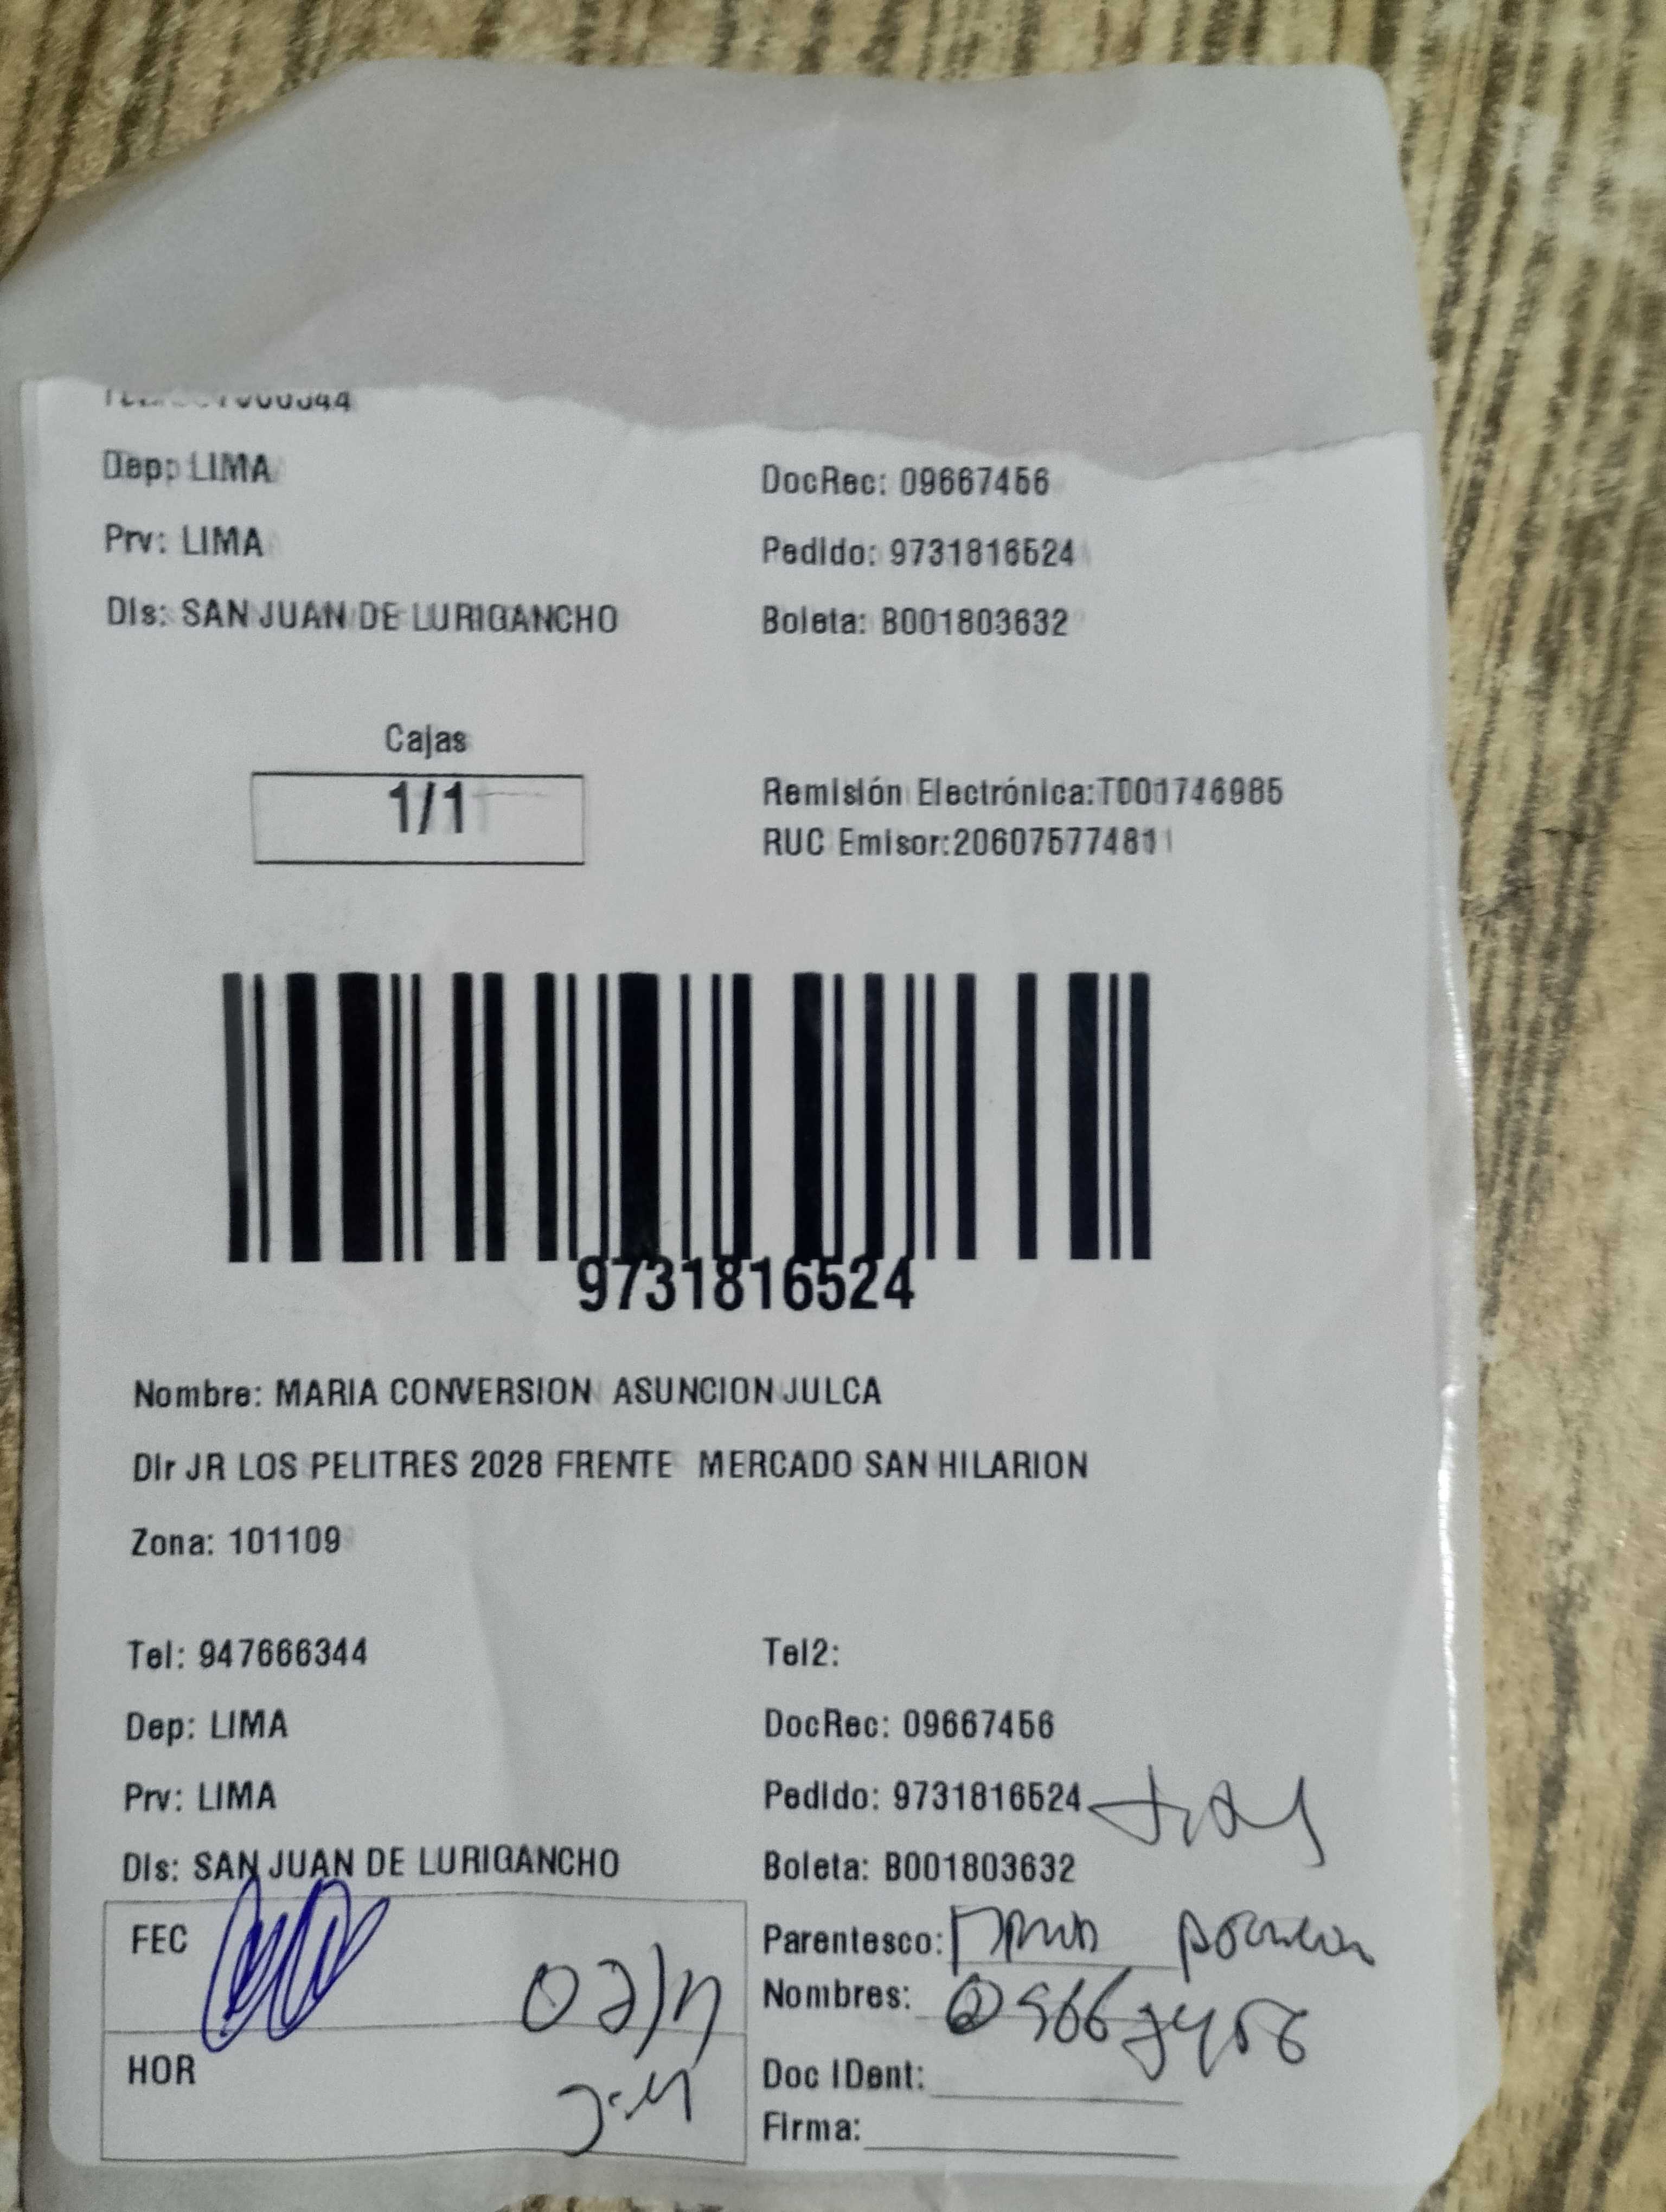 Dep: LIMA
DocRec: 09667456
Prv: LIMA
Pedido: 9731816524
Dis: SAN JUAN DE LURIGANCHO
Boleta: B001803632
Cajas
1/1
Remisión Electrónica:T001746985
RUC Emisor:20607577481
9731816524
Nombre: MARIA CONVERSION ASUNCION JULCA
Dir JR LOS PELITRES 2028 FRENTE MERCADO SAN HILARION
Zona: 101109
Tel: 947666344
Tel2:
Dep: LIMA
DocRec: 09667456
Prv: LIMA
Pedido: 9731816524
Dis: SAN JUAN DE LURIGANCHO
Boleta: B001803632
FEC
Parentesco:
Nombres: 09667456
HOR
Doc IDent:
Firma: